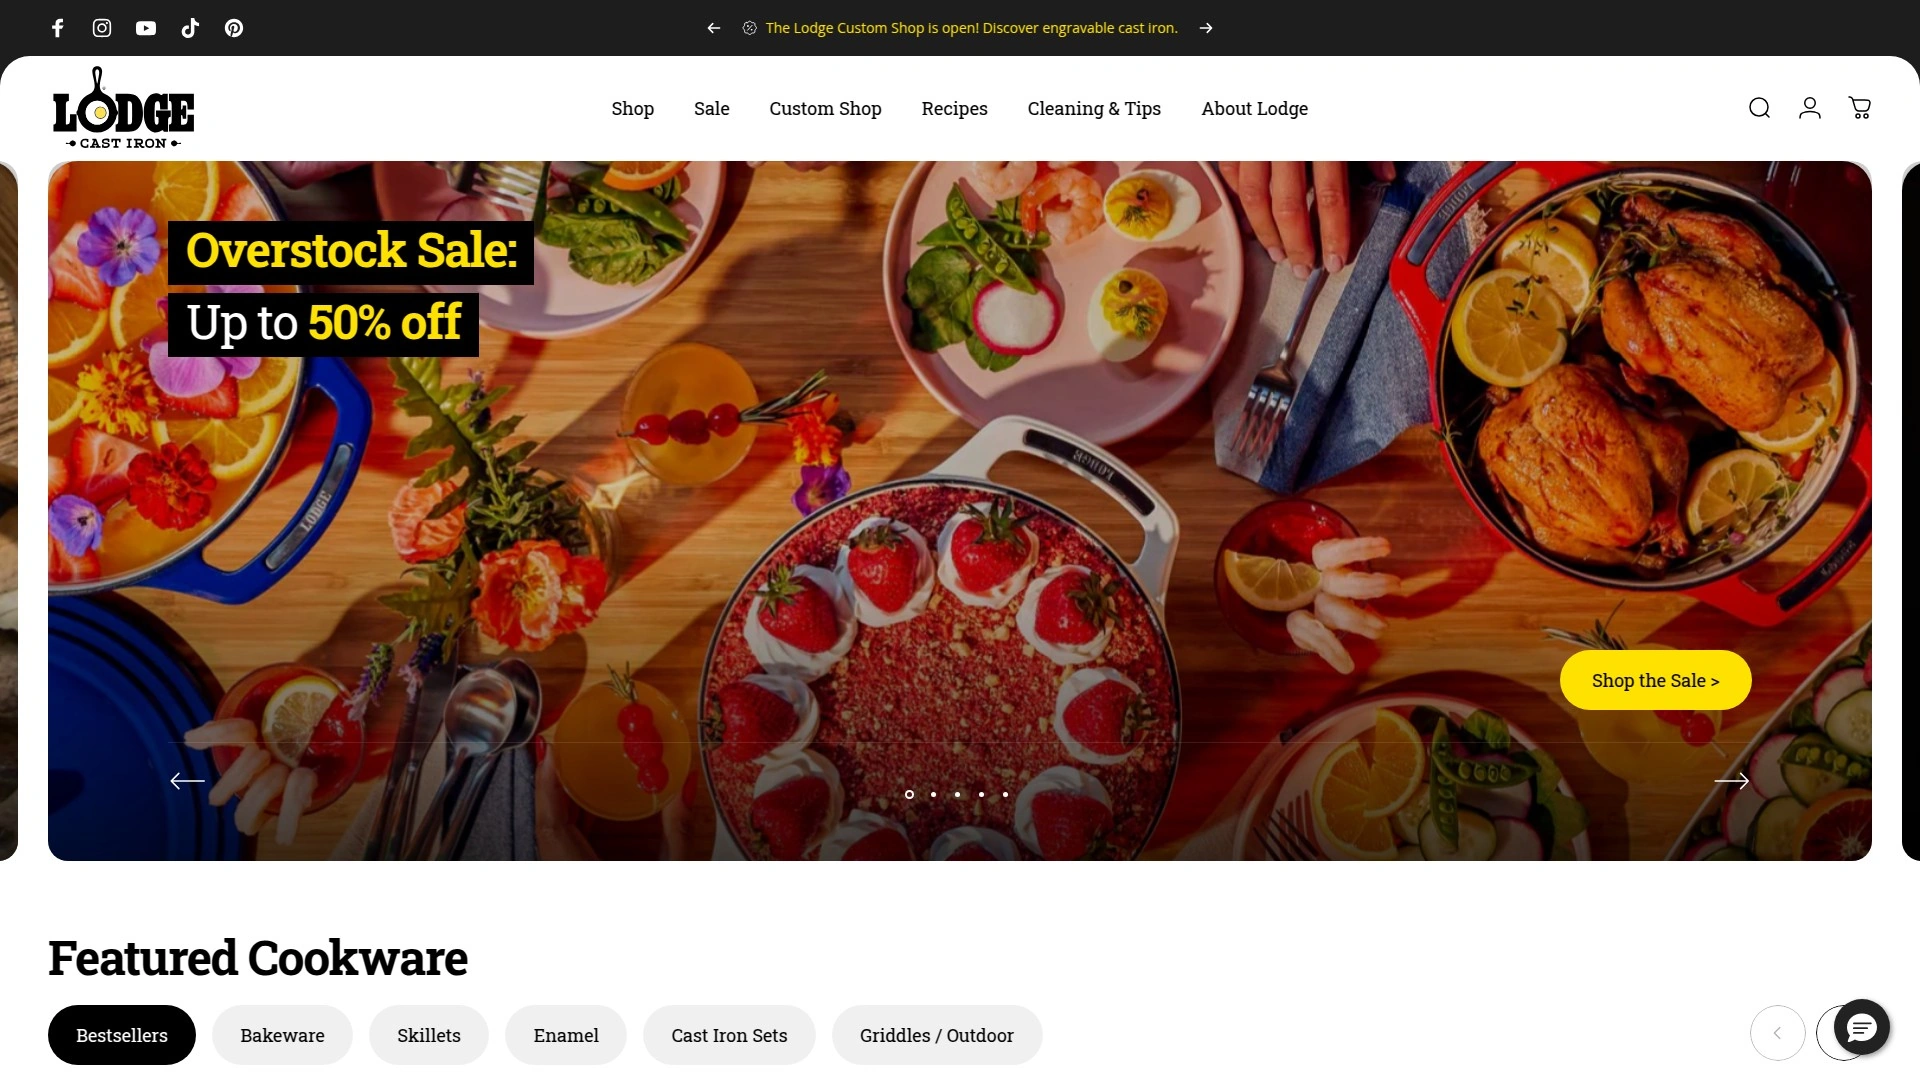 The Lodge Custom Shop is open! Discover engravable cast iron.
LODGE
CAST IRON
Shop
Sale
Custom Shop
Recipes
Cleaning & Tips
About Lodge
Overstock Sale:
Up to 50% off
LODGE
LODGE
Shop the Sale >
Featured Cookware
Bestsellers
Bakeware
Skillets
Enamel
Cast Iron Sets
Griddles / Outdoor